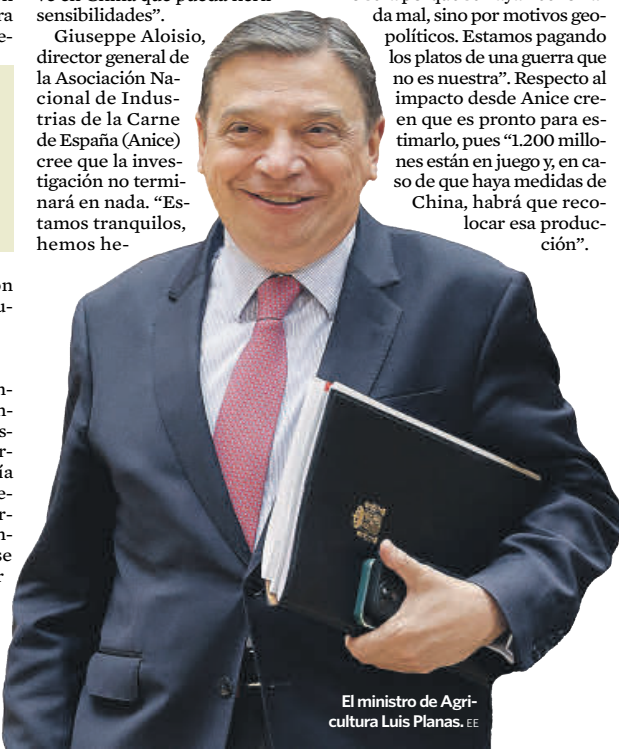 sensibilidades”.
Giuseppe Aloisio,
director general de
la Asociación Na-
cional de Indus-
trias de la Carne
de España (Anice)
cree que la inves-
tigación no termi-
nará en nada. “Es-
tamos tranquilos,
hemos he-
da mal, sino por motivos geo-
políticos. Estamos pagando
los platos de una guerra que
no es nuestra”. Respecto al
impacto desde Anice cre-
en que es pronto para es-
timarlo, pues “1.200 millo-
nes están en juego y, en ca-
so de que haya medidas de
China, habrá que reco-
locar esa produc-
ción”.
El ministro de Agri-
cultura Luis Planas. EE